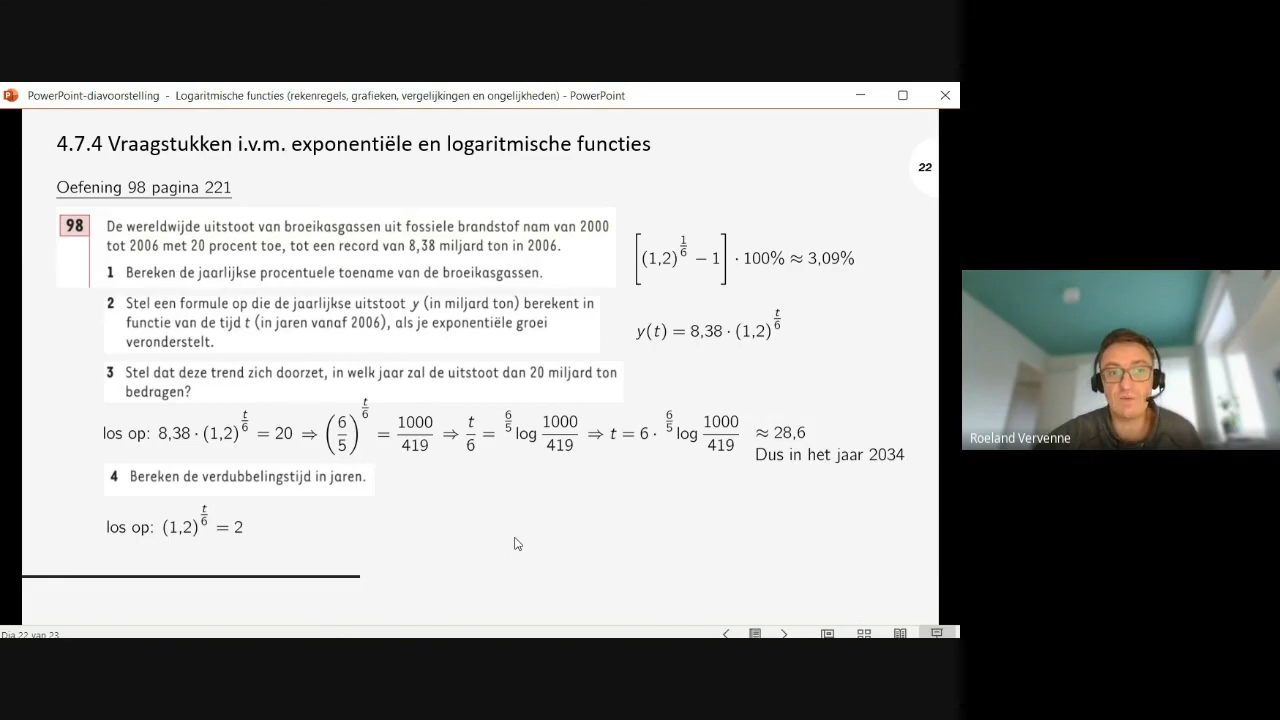 PowerPoint-diavoorstelling - Logaritmische functies (rekenregels, grafieken, vergelijkingen en ongelijkheden) - PowerPoint
4.7.4 Vraagstukken i.v.m. exponentiële en logaritmische functies
22
Oefening 98 pagina 221
98 De wereldwijde uitstoot van broeikasgassen uit fossiele brandstof nam van 2000
tot 2006 met 20 procent toe, tot een record van 8,38 miljard ton in 2006.
1 Bereken de jaarlijkse procentuele toename van de broeikasgassen.
[(1,2)^(1/6) − 1] · 100% ≈ 3,09%
2 Stel een formule op die de jaarlijkse uitstoot y (in miljard ton) berekent in
functie van de tijd t (in jaren vanaf 2006), als je exponentiële groei
veronderstelt.
y(t) = 8,38 · (1,2)^(t/6)
3 Stel dat deze trend zich doorzet, in welk jaar zal de uitstoot dan 20 miljard ton
bedragen?
los op: 8,38 · (1,2)^(t/6) = 20 ⇒ (6/5)^(t/6) = 1000/419 ⇒ t/6 = ^(6/5)log 1000/419 ⇒ t = 6 · ^(6/5)log 1000/419 ≈ 28,6
Dus in het jaar 2034
4 Bereken de verdubbelingstijd in jaren.
los op: (1,2)^(t/6) = 2
Dia 22 van 23
Roeland Vervenne